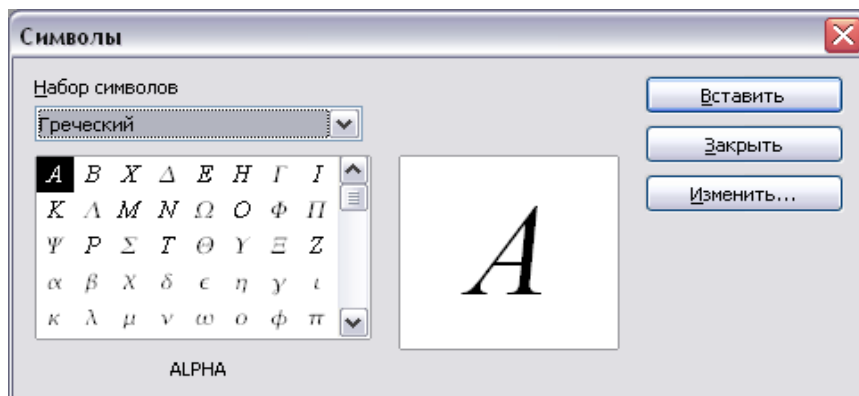 Символы
Набор символов
Греческий
Вставить
Закрыть
Изменить...
Α Β Χ Δ Ε Η Γ Ι
Κ Λ Μ Ν Ω Ο Φ Π
Ψ Ρ Σ Τ Θ Υ Ξ Ζ
α β χ δ ϵ η γ ι
κ λ μ ν ω ο ϕ π
Α
ALPHA